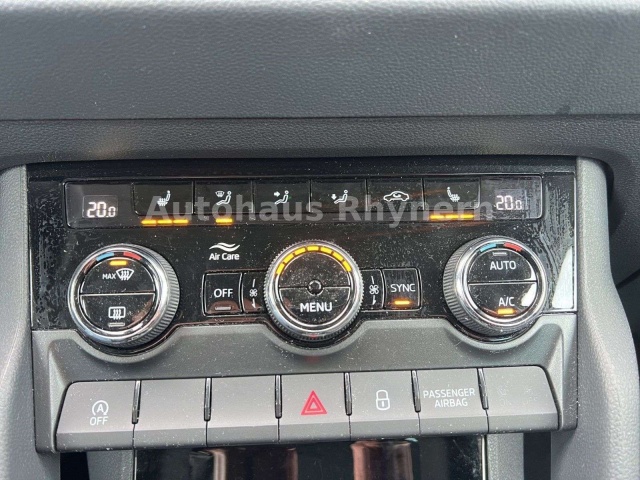 20.0
20.0
Autohaus Rhynern
MAX
Air Care
OFF
MENU
SYNC
AUTO
A/C
A
OFF
PASSENGER
AIRBAG